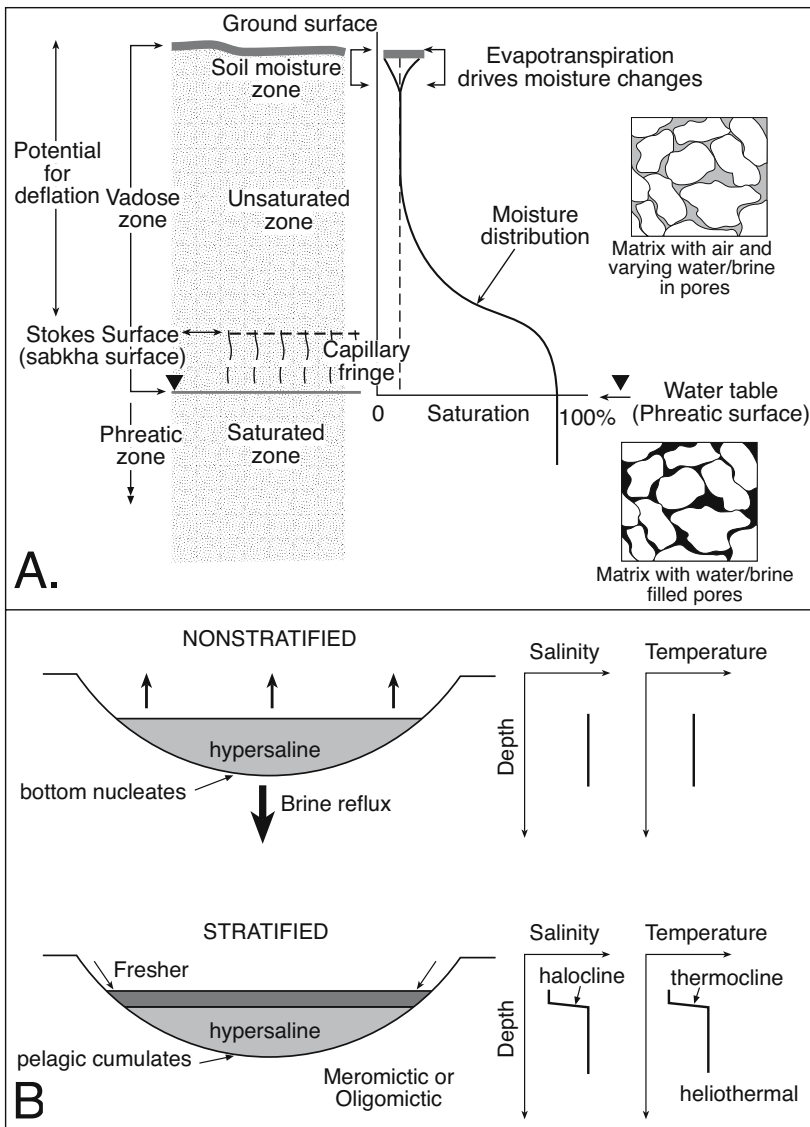 Ground surface
Soil moisture
zone
Evapotranspiration
drives moisture changes
Potential
for
deflation
Vadose
zone
Unsaturated
zone
Moisture
distribution
Matrix with air and
varying water/brine
in pores
Stokes Surface
(sabkha surface)
Capillary
fringe
0
Saturation
100%
Water table
(Phreatic surface)
Phreatic
zone
Saturated
zone
Matrix with water/brine
filled pores
A.
NONSTRATIFIED
Salinity
Temperature
hypersaline
Depth
bottom nucleates
Brine reflux
STRATIFIED
Salinity
Temperature
Fresher
halocline
thermocline
hypersaline
Depth
pelagic cumulates
Meromictic or
Oligomictic
heliothermal
B